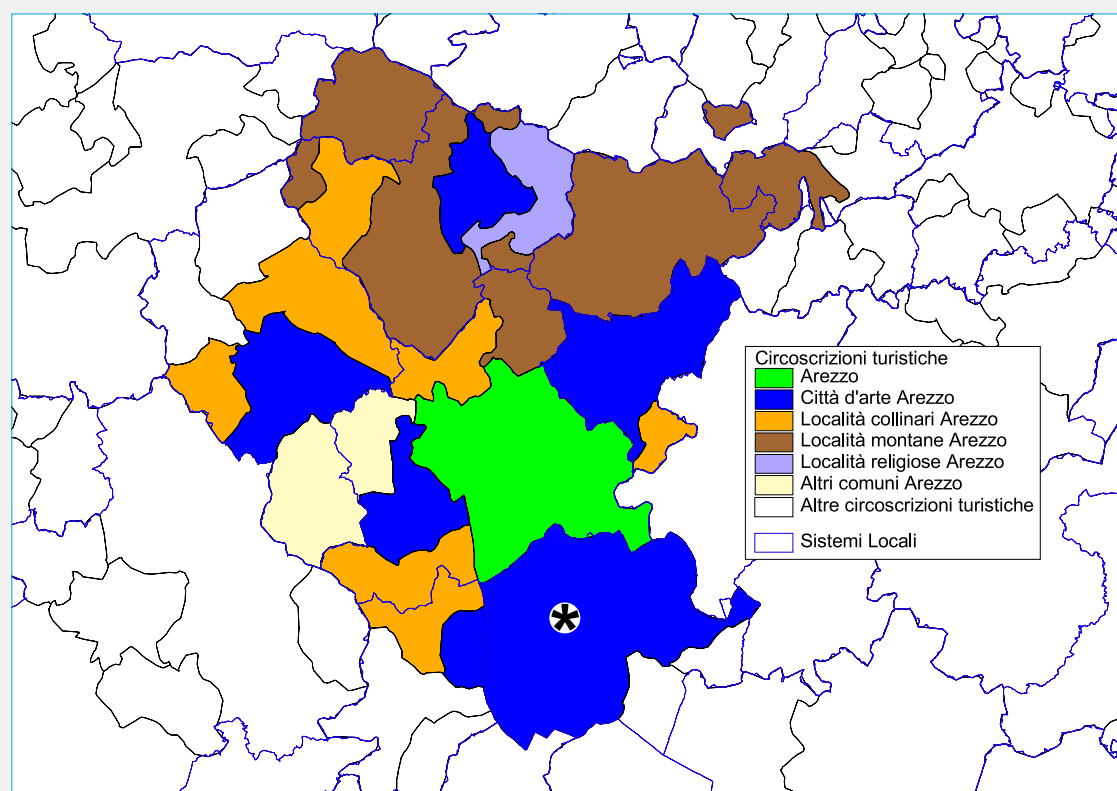 Circoscrizioni turistiche
Arezzo
Città d'arte Arezzo
Località collinari Arezzo
Località montane Arezzo
Località religiose Arezzo
Altri comuni Arezzo
Altre circoscrizioni turistiche
Sistemi Locali